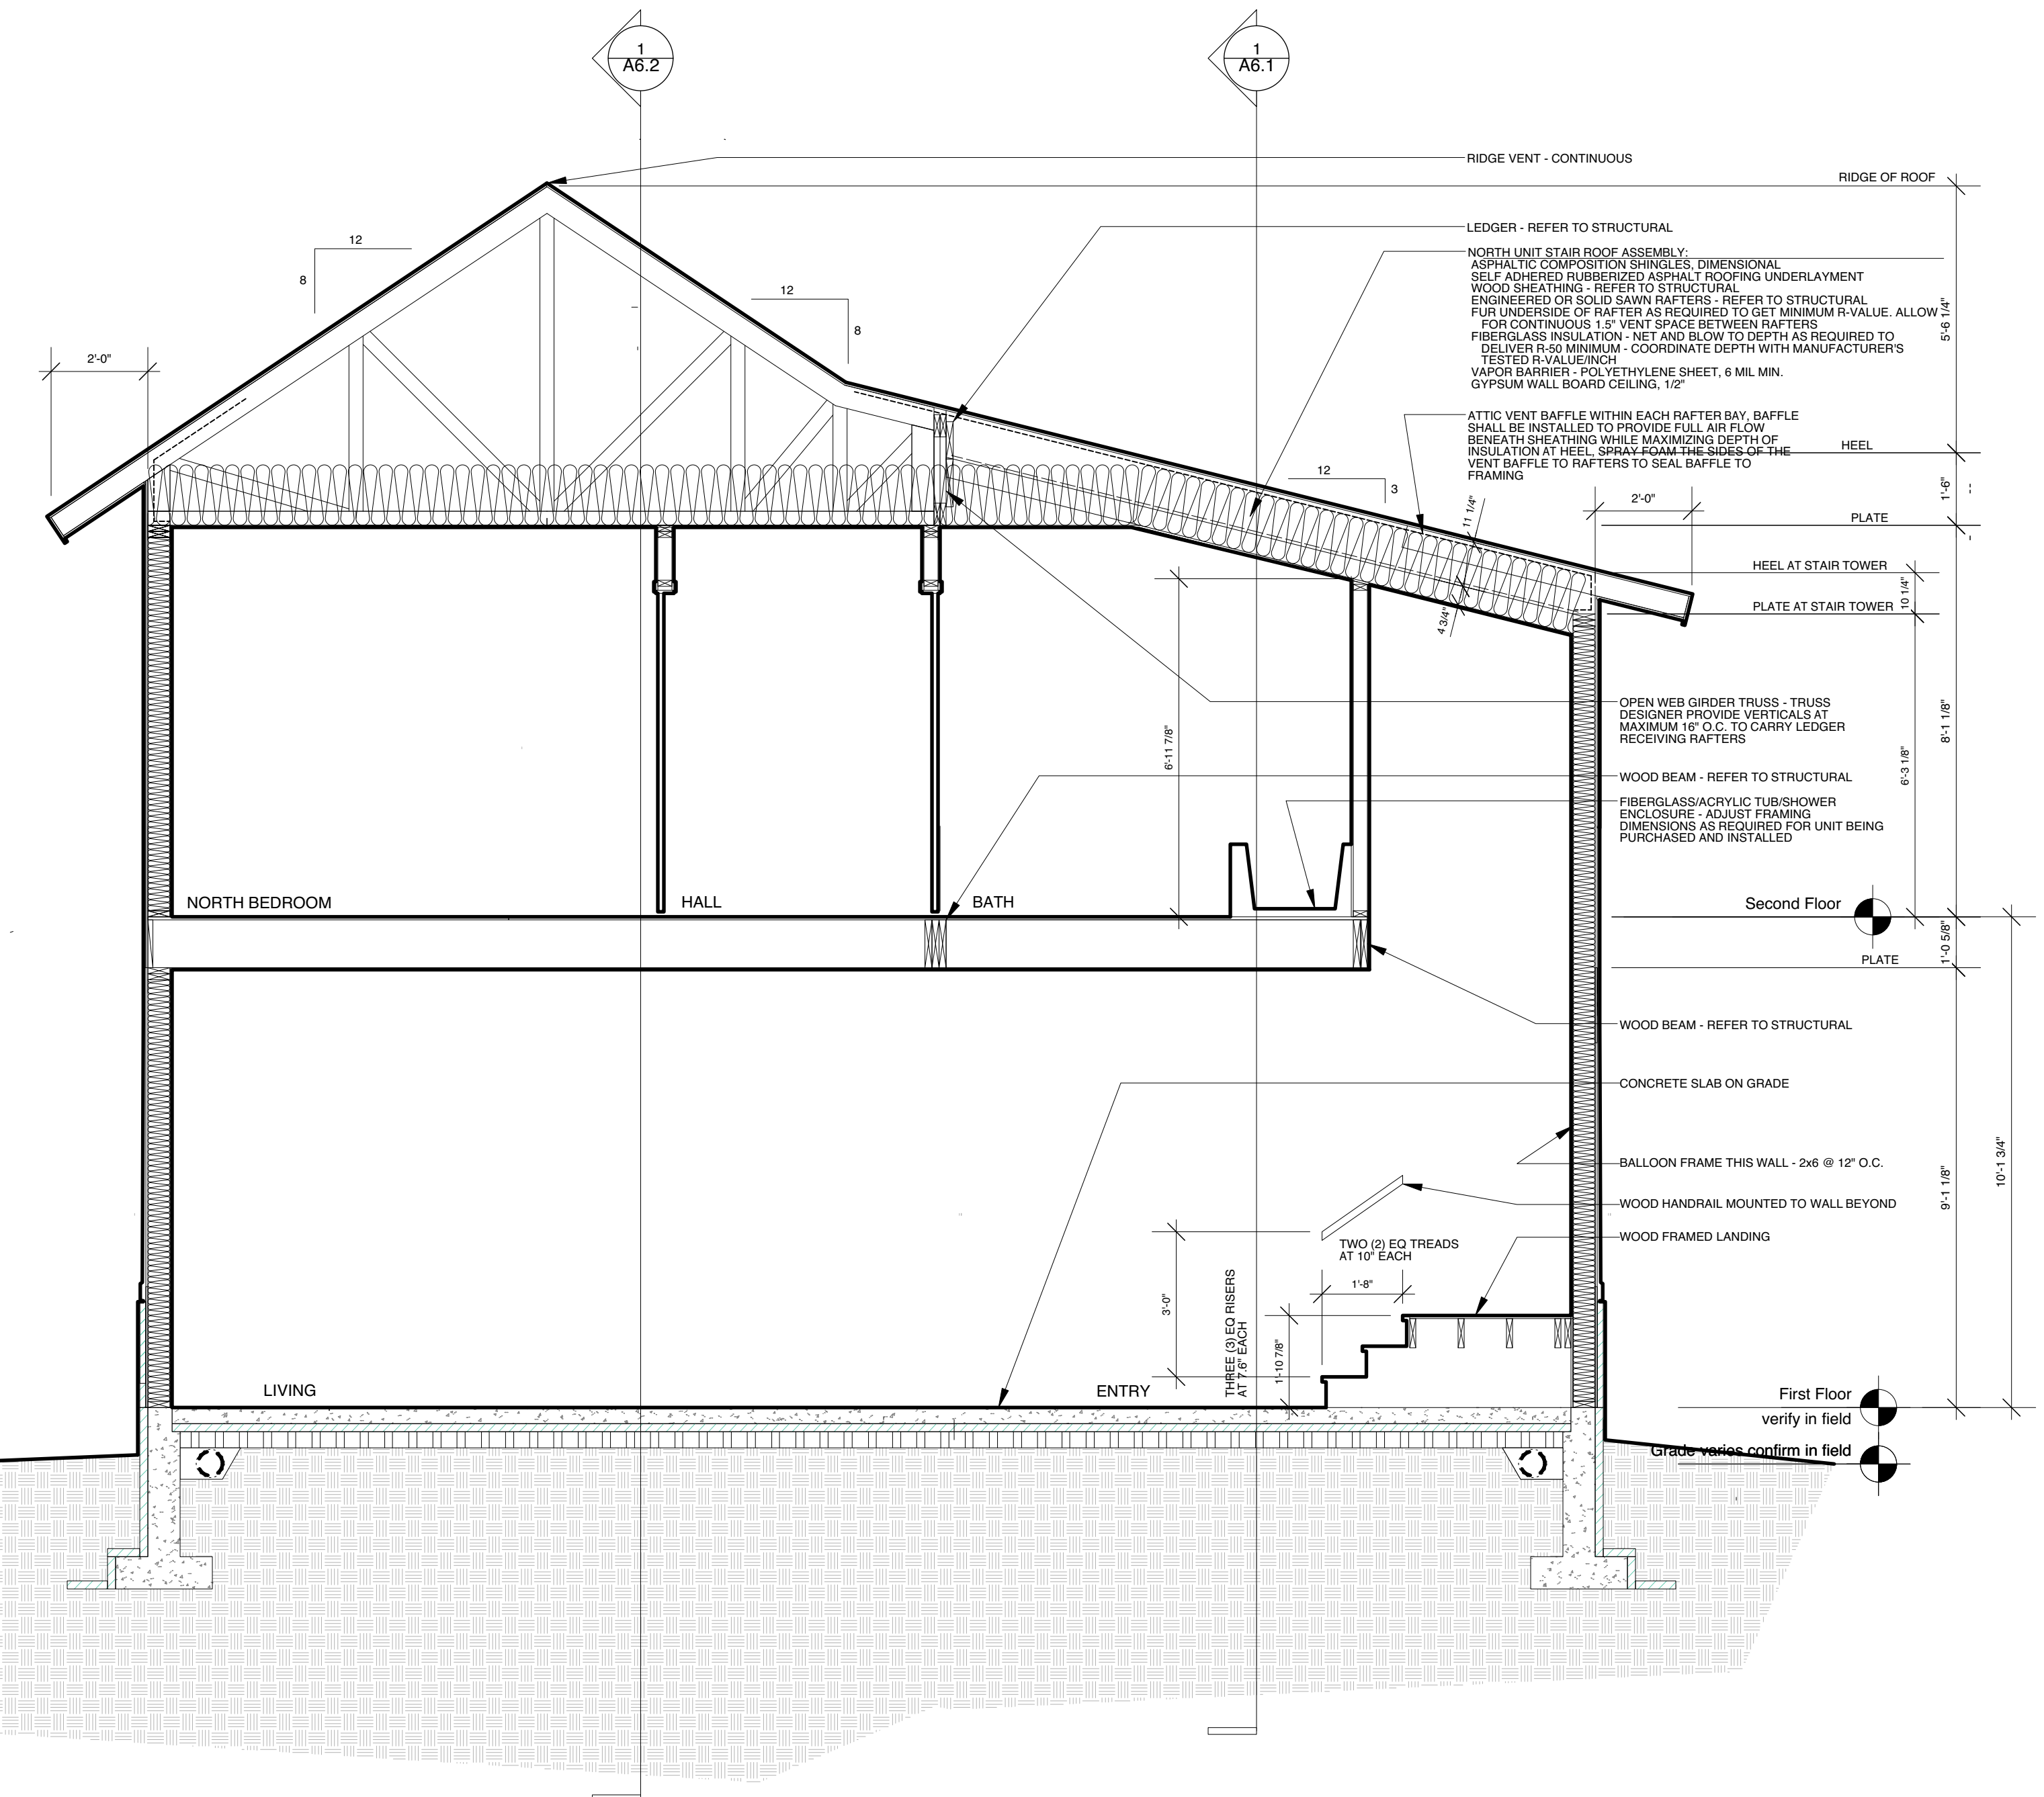 1
A6.2
1
A6.1
RIDGE VENT - CONTINUOUS
RIDGE OF ROOF
12
8
12
8
2'-0"
LEDGER - REFER TO STRUCTURAL
NORTH UNIT STAIR ROOF ASSEMBLY:
ASPHALTIC COMPOSITION SHINGLES, DIMENSIONAL
SELF ADHERED RUBBERIZED ASPHALT ROOFING UNDERLAYMENT
WOOD SHEATHING - REFER TO STRUCTURAL
ENGINEERED OR SOLID SAWN RAFTERS - REFER TO STRUCTURAL
FUR UNDERSIDE OF RAFTER AS REQUIRED TO GET MINIMUM R-VALUE. ALLOW
FOR CONTINUOUS 1.5" VENT SPACE BETWEEN RAFTERS
FIBERGLASS INSULATION - NET AND BLOW TO DEPTH AS REQUIRED TO
DELIVER R-50 MINIMUM - COORDINATE DEPTH WITH MANUFACTURER'S
TESTED R-VALUE/INCH
VAPOR BARRIER - POLYETHYLENE SHEET, 6 MIL MIN.
GYPSUM WALL BOARD CEILING, 1/2"
5'-6 1/4"
ATTIC VENT BAFFLE WITHIN EACH RAFTER BAY, BAFFLE
SHALL BE INSTALLED TO PROVIDE FULL AIR FLOW
BENEATH SHEATHING WHILE MAXIMIZING DEPTH OF
INSULATION AT HEEL, SPRAY FOAM THE SIDES OF THE
VENT BAFFLE TO RAFTERS TO SEAL BAFFLE TO
FRAMING
HEEL
1'-6"
12
3
2'-0"
11 1/4"
4 3/4"
PLATE
HEEL AT STAIR TOWER
10 1/4"
PLATE AT STAIR TOWER
OPEN WEB GIRDER TRUSS - TRUSS
DESIGNER PROVIDE VERTICALS AT
MAXIMUM 16" O.C. TO CARRY LEDGER
RECEIVING RAFTERS
6'-11 7/8"
8'-1 1/8"
6'-3 1/8"
WOOD BEAM - REFER TO STRUCTURAL
FIBERGLASS/ACRYLIC TUB/SHOWER
ENCLOSURE - ADJUST FRAMING
DIMENSIONS AS REQUIRED FOR UNIT BEING
PURCHASED AND INSTALLED
NORTH BEDROOM
HALL
BATH
Second Floor
1'-0 5/8"
PLATE
WOOD BEAM - REFER TO STRUCTURAL
CONCRETE SLAB ON GRADE
BALLOON FRAME THIS WALL - 2x6 @ 12" O.C.
9'-1 1/8"
10'-1 3/4"
WOOD HANDRAIL MOUNTED TO WALL BEYOND
WOOD FRAMED LANDING
TWO (2) EQ TREADS
AT 10" EACH
1'-8"
3'-0"
THREE (3) EQ RISERS
AT 7.6" EACH
1'-10 7/8"
LIVING
ENTRY
First Floor
verify in field
Grade varies confirm in field